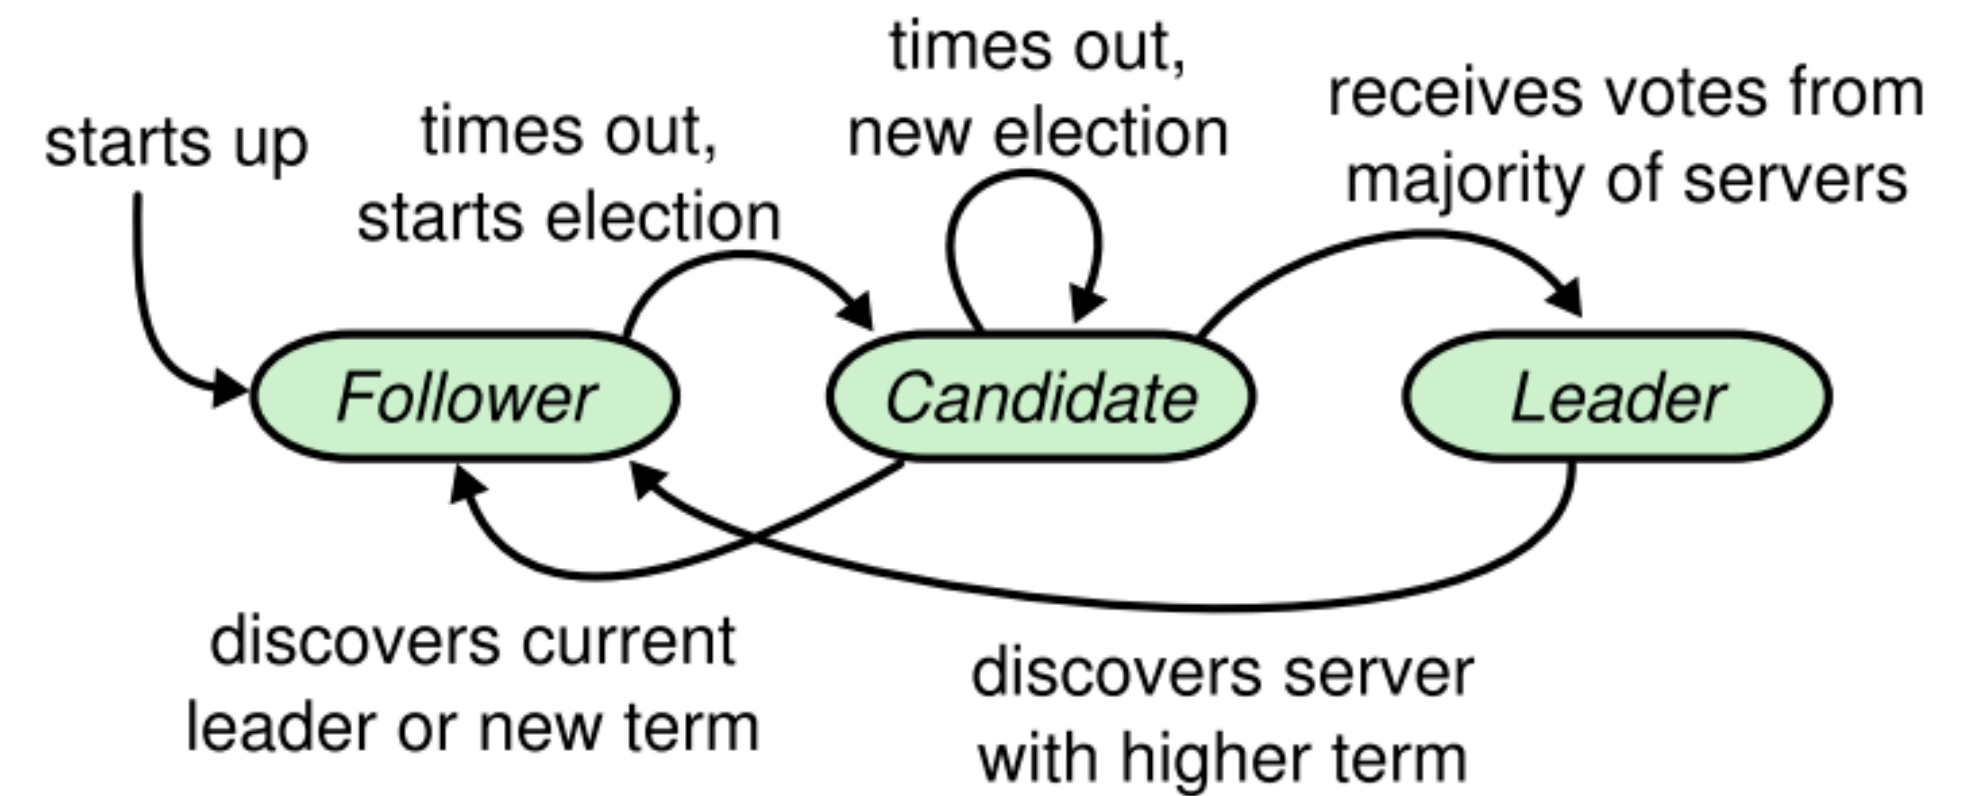 starts up
times out,
starts election
times out,
new election
receives votes from
majority of servers
Follower
Candidate
Leader
discovers current
leader or new term
discovers server
with higher term